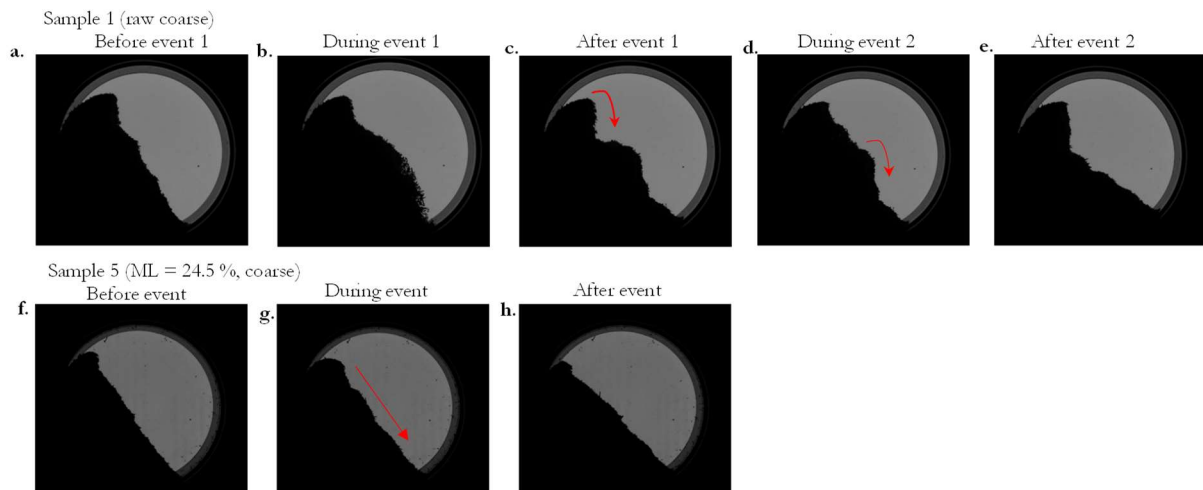 Sample 1 (raw coarse)
a. Before event 1
b. During event 1
c. After event 1
d. During event 2
e. After event 2
Sample 5 (ML = 24.5 %, coarse)
f. Before event
g. During event
h. After event